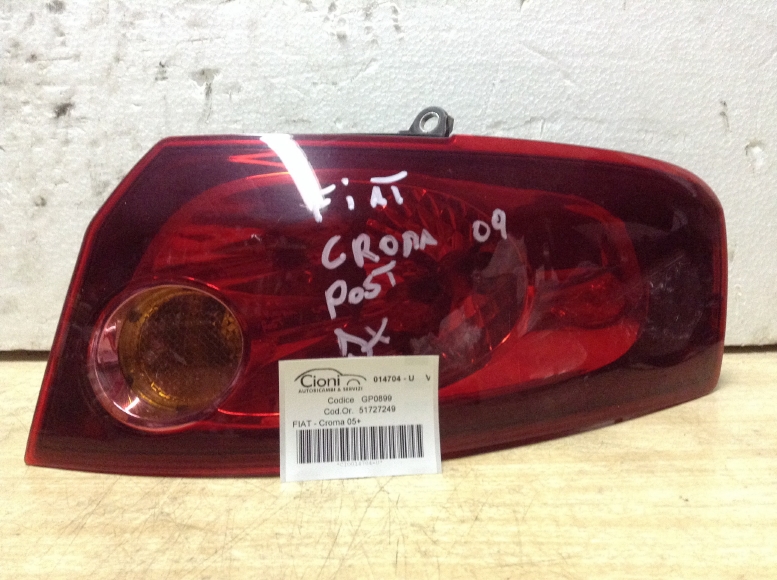 FiAT
CROMA 09
POST
DX
Cioni 014704 - U V
AUTORICAMBI & SERVIZI
Codice GP0899
Cod.Or. 51727249
FIAT - Croma 05+